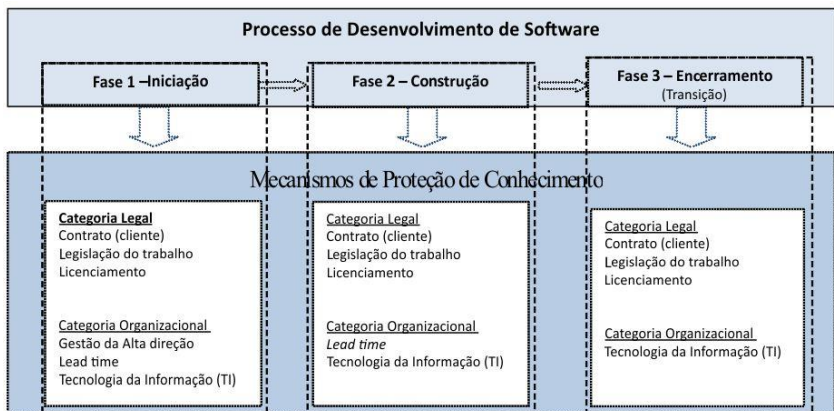 Processo de Desenvolvimento de Software
Fase 1 –Iniciação
Fase 2 – Construção
Fase 3 – Encerramento
(Transição)
Mecanismos de Proteção de Conhecimento
Categoria Legal
Contrato (cliente)
Legislação do trabalho
Licenciamento
Categoria Organizacional
Gestão da Alta direção
Lead time
Tecnologia da Informação (TI)
Categoria Legal
Contrato (cliente)
Legislação do trabalho
Licenciamento
Categoria Organizacional
Lead time
Tecnologia da Informação (TI)
Categoria Legal
Contrato (cliente)
Legislação do trabalho
Licenciamento
Categoria Organizacional
Tecnologia da Informação (TI)